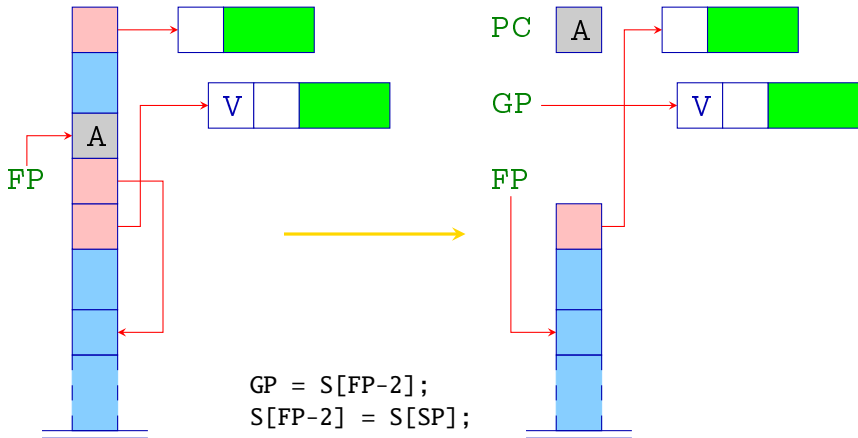 PC A
V GP V
A
FP FP
GP = S[FP-2];
S[FP-2] = S[SP];